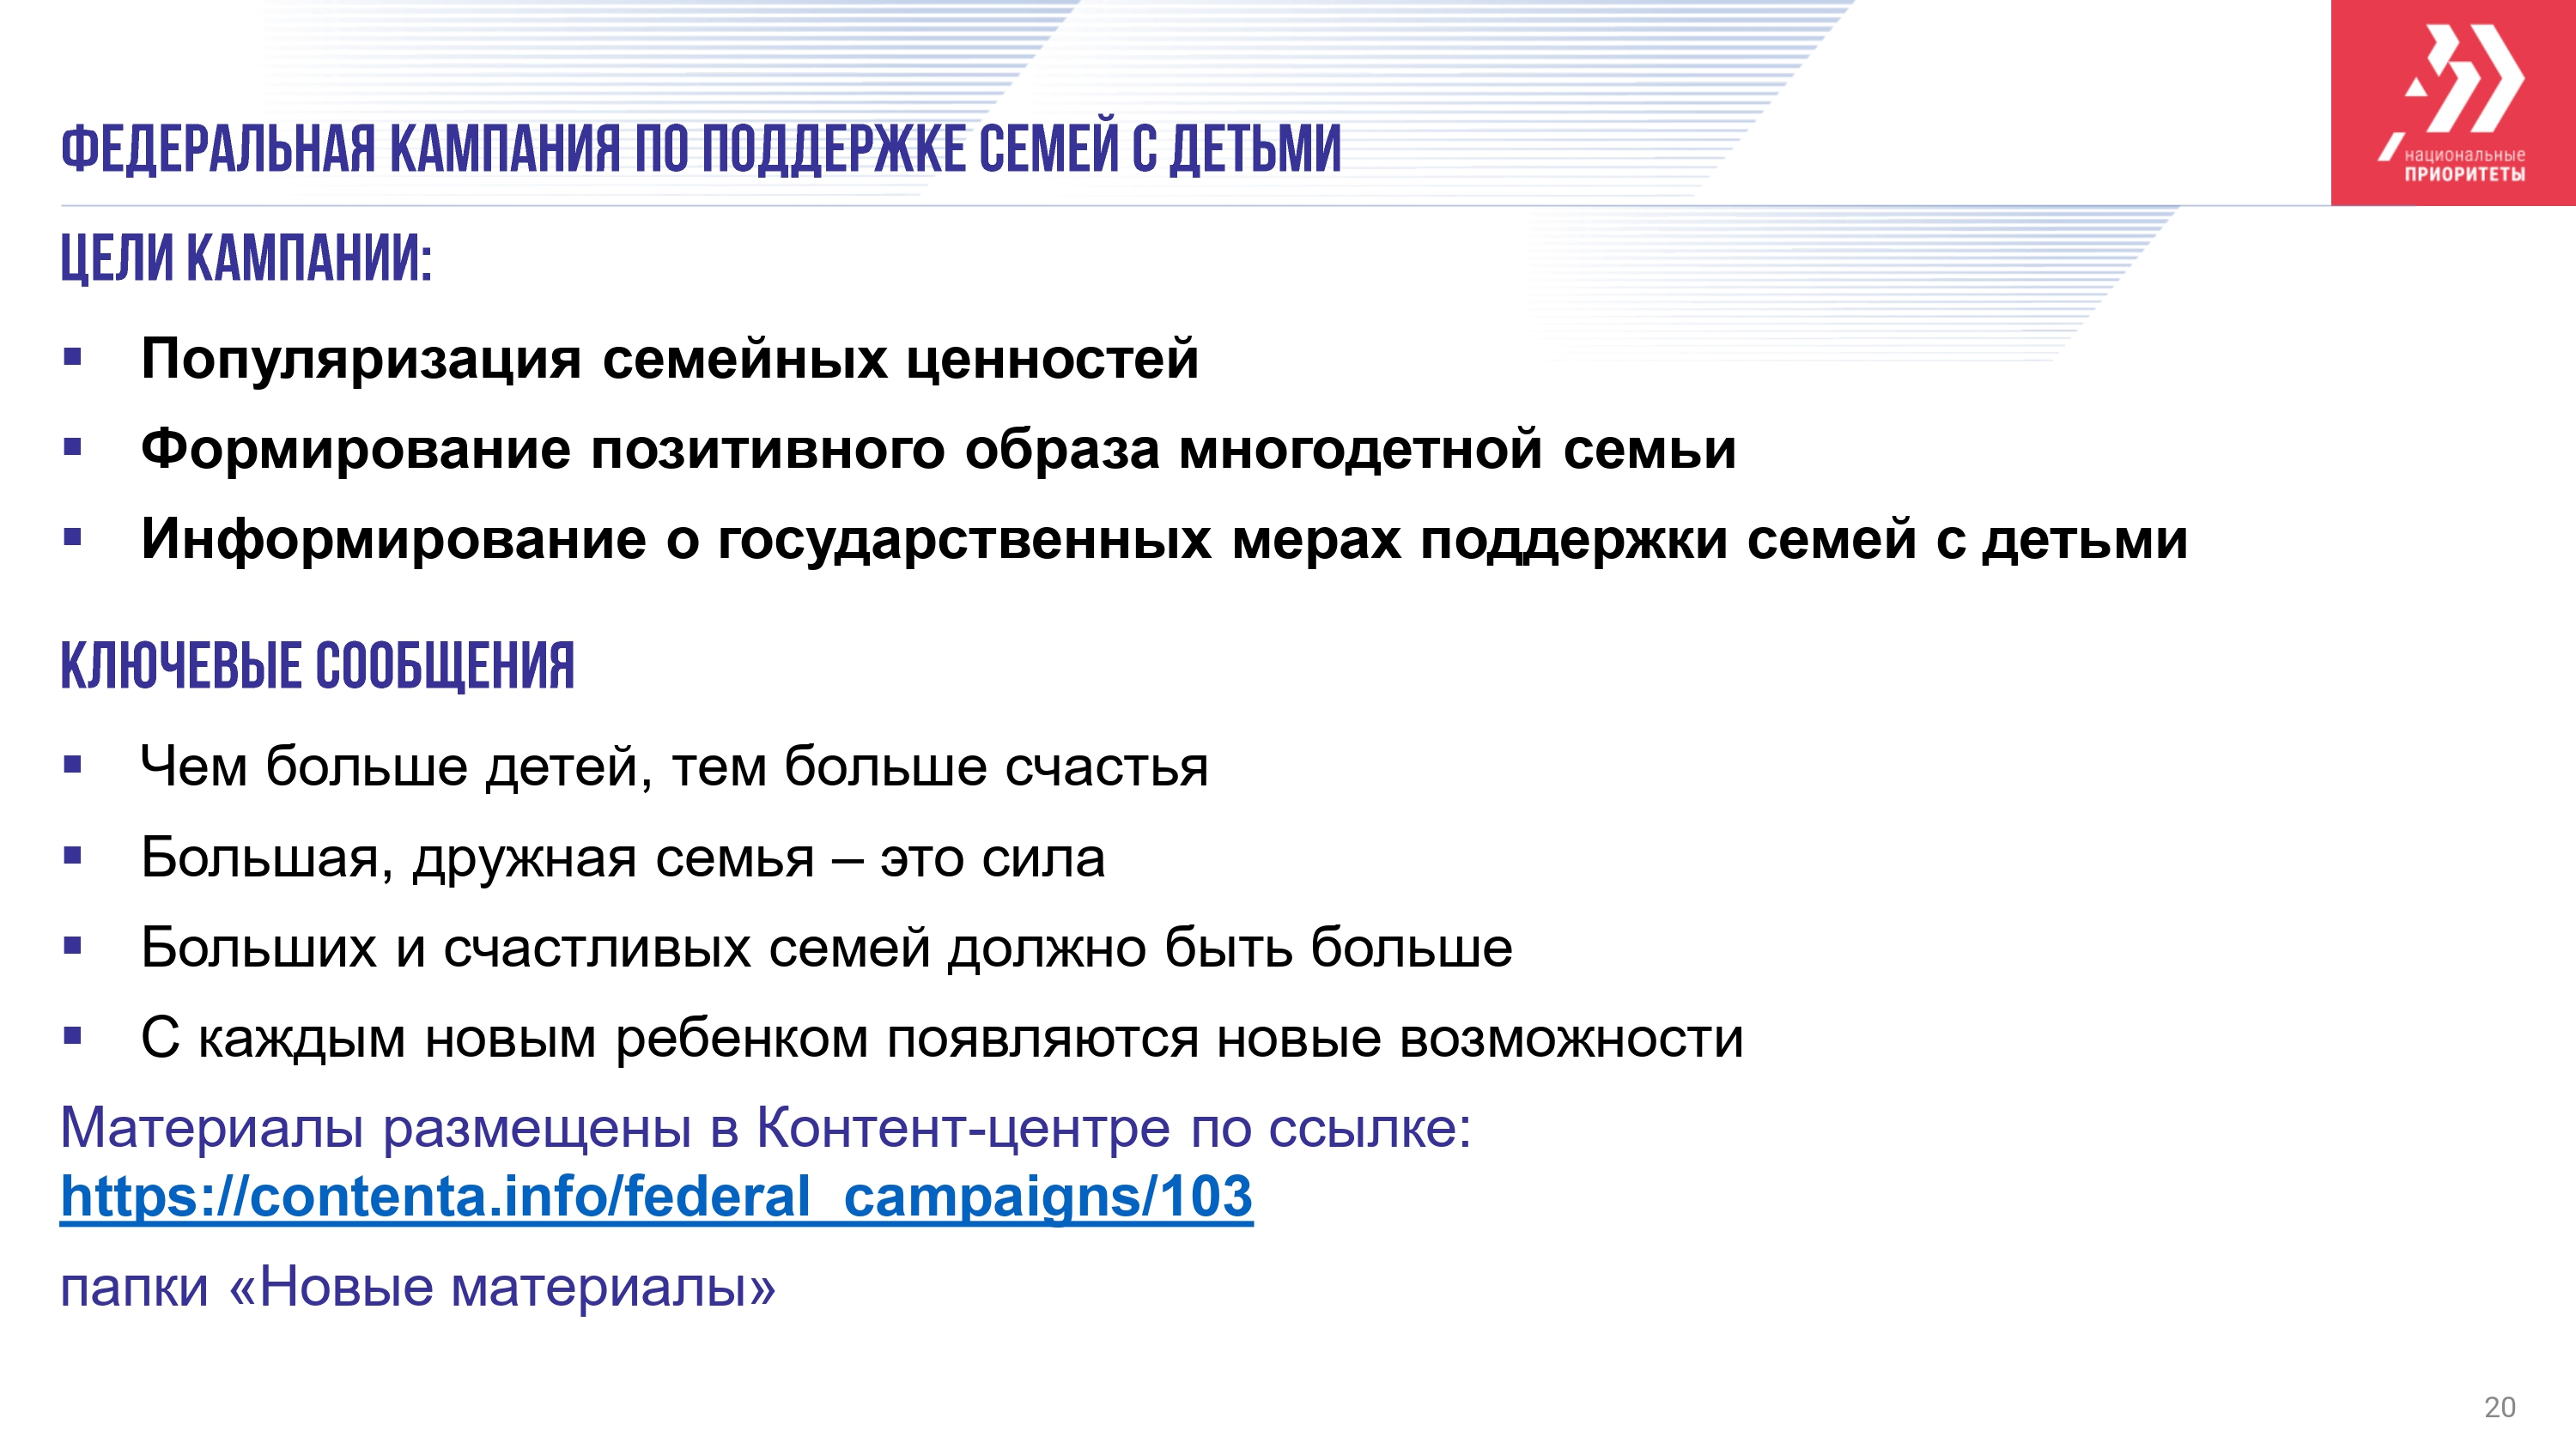 национальные
ПРИОРИТЕТЫ
ФЕДЕРАЛЬНАЯ КАМПАНИЯ ПО ПОДДЕРЖКЕ СЕМЕЙ С ДЕТЬМИ
ЦЕЛИ КАМПАНИИ:
▪ Популяризация семейных ценностей
▪ Формирование позитивного образа многодетной семьи
▪ Информирование о государственных мерах поддержки семей с детьми
КЛЮЧЕВЫЕ СООБЩЕНИЯ
▪ Чем больше детей, тем больше счастья
▪ Большая, дружная семья – это сила
▪ Больших и счастливых семей должно быть больше
▪ С каждым новым ребенком появляются новые возможности
Материалы размещены в Контент-центре по ссылке:
https://contenta.info/federal_campaigns/103
папки «Новые материалы»
20